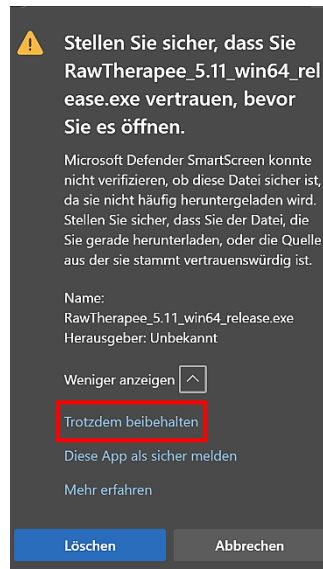 Stellen Sie sicher, dass Sie
RawTherapee_5.11_win64_rel
ease.exe vertrauen, bevor
Sie es öffnen.
Microsoft Defender SmartScreen konnte
nicht verifizieren, ob diese Datei sicher ist,
da sie nicht häufig heruntergeladen wird.
Stellen Sie sicher, dass Sie der Datei, die
Sie gerade herunterladen, oder die Quelle
aus der sie stammt vertrauenswürdig ist.
Name:
RawTherapee_5.11_win64_release.exe
Herausgeber: Unbekannt
Weniger anzeigen
Trotzdem beibehalten
Diese App als sicher melden
Mehr erfahren
Löschen
Abbrechen